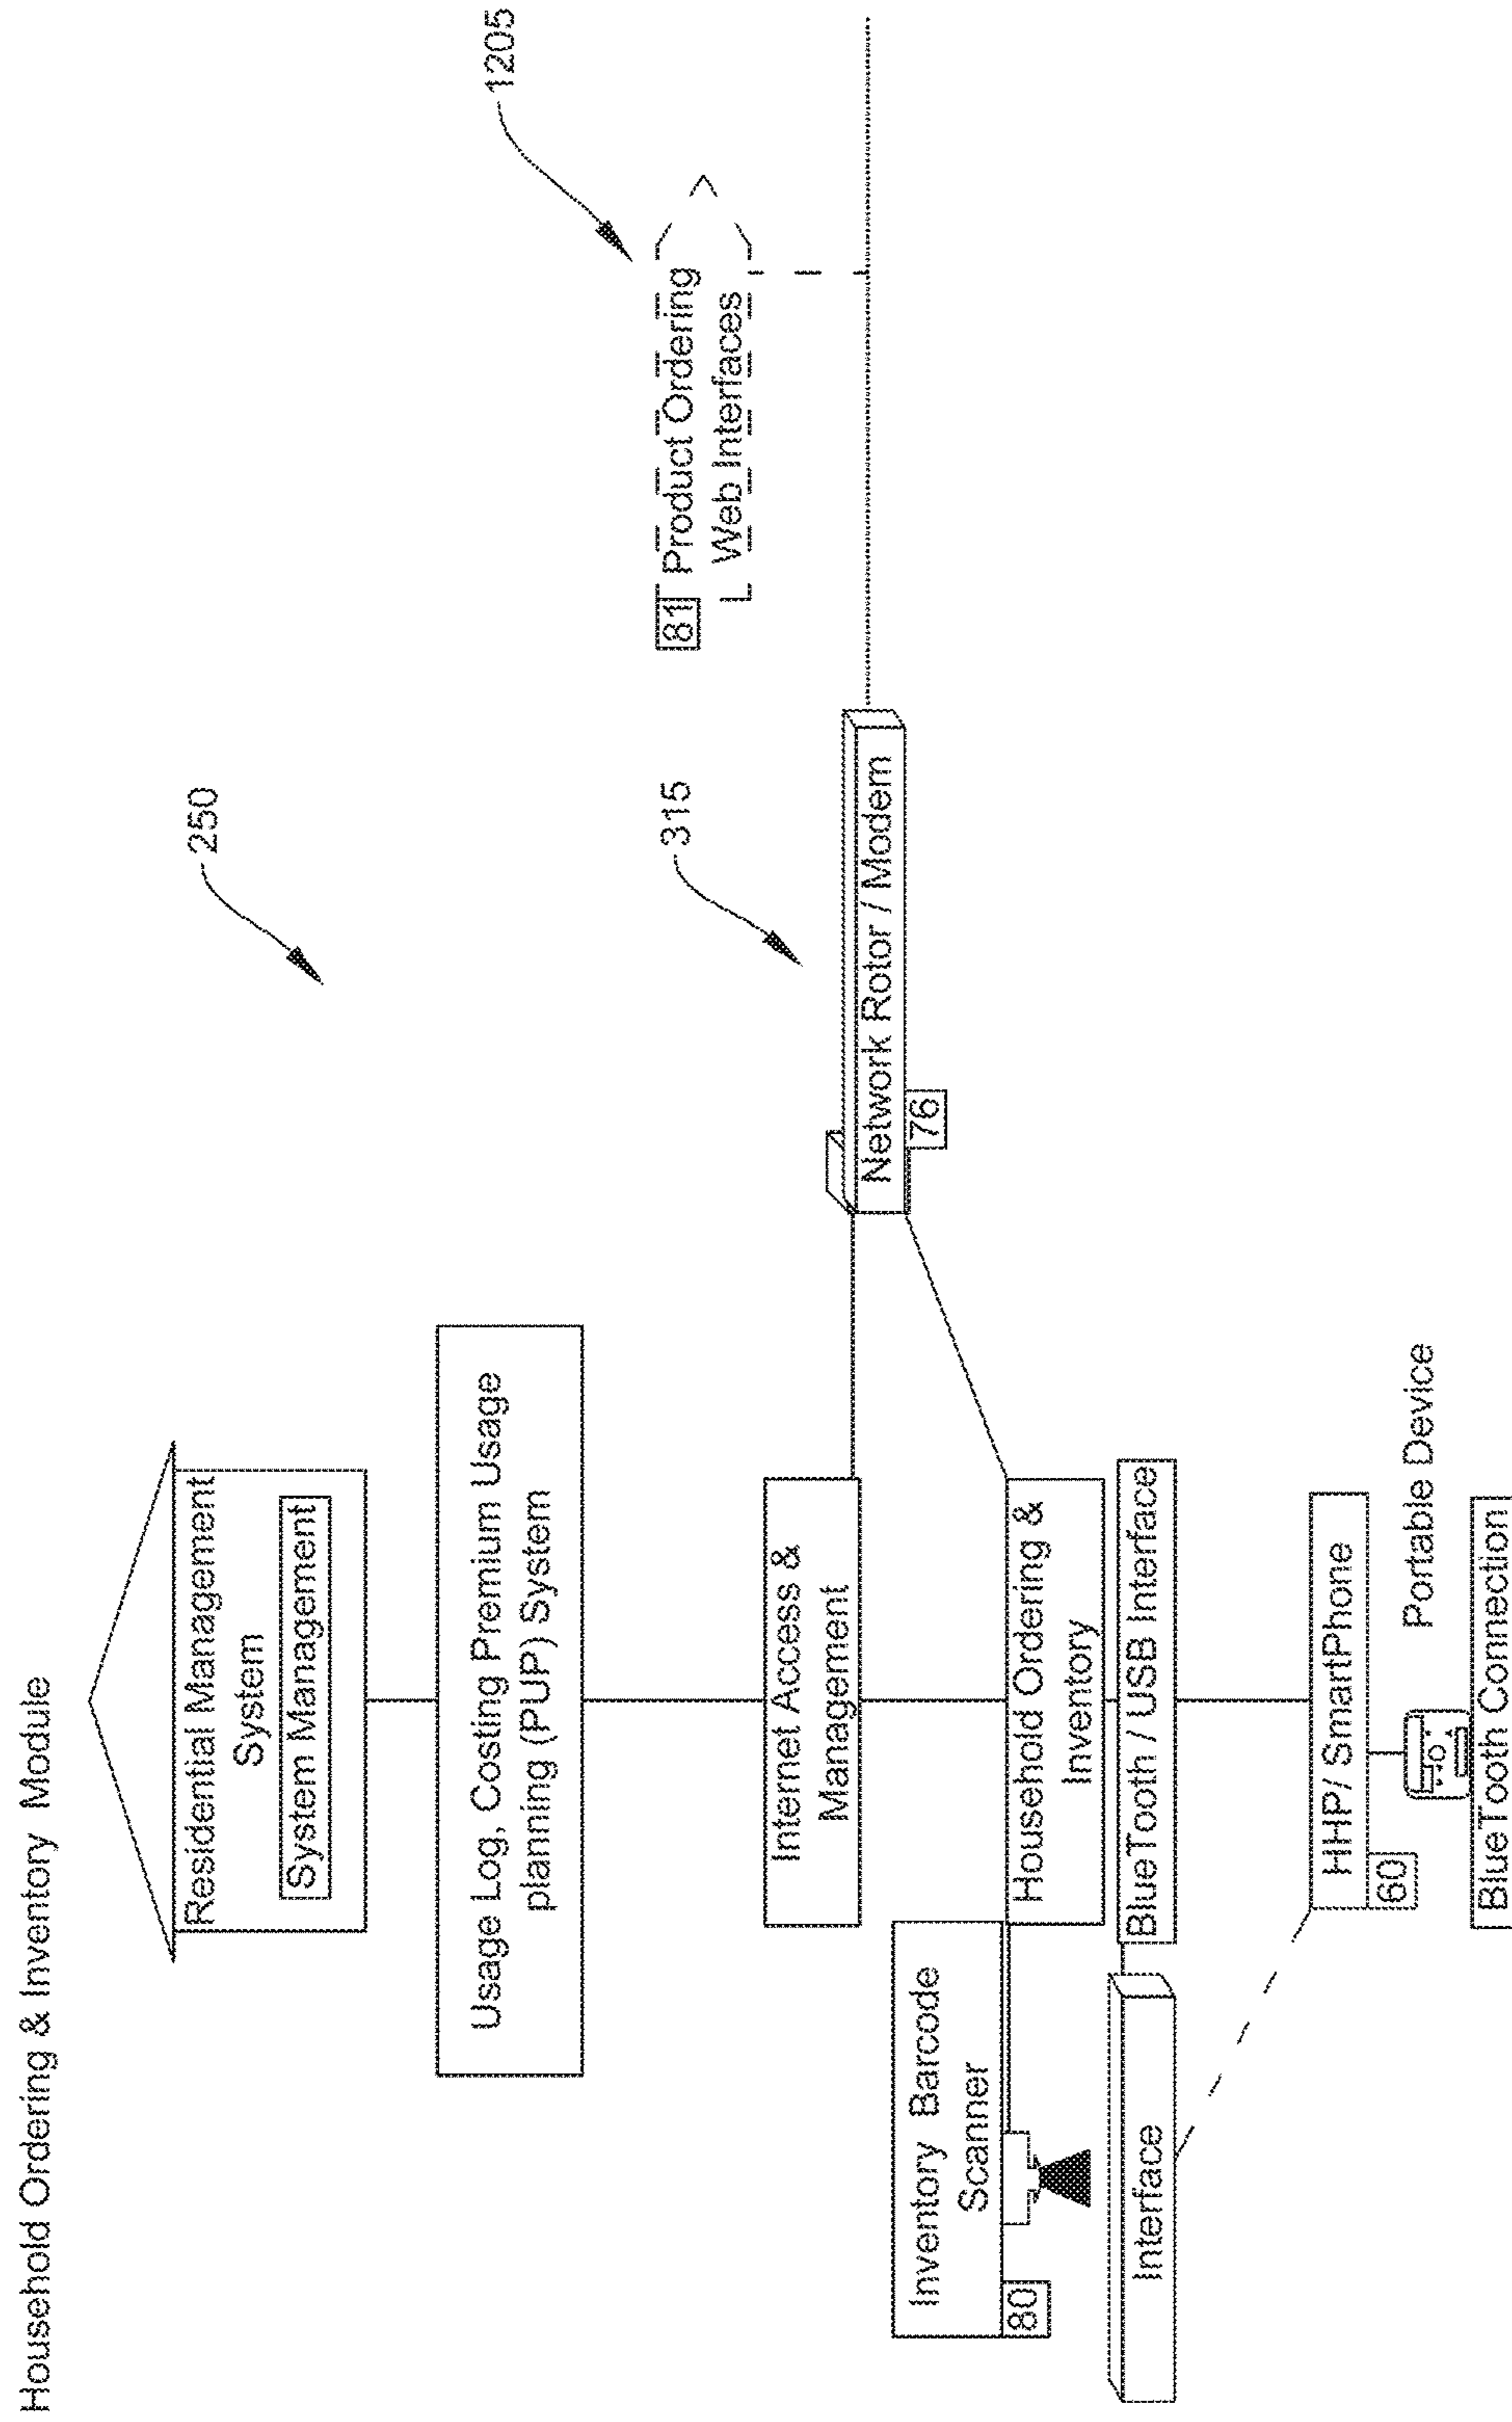 Household Ordering & Inventory Module
250
Residential Management
System
System Management
Usage Log, Costing Premium Usage
planning (PUP) System
1205
81 Product Ordering
Web Interfaces
315
Internet Access &
Management
Network Rotor / Modem
76
Inventory Barcode
Scanner
80
Household Ordering &
Inventory
BlueTooth / USB Interface
Interface
HHP/ SmartPhone
60
Portable Device
BlueTooth Connection